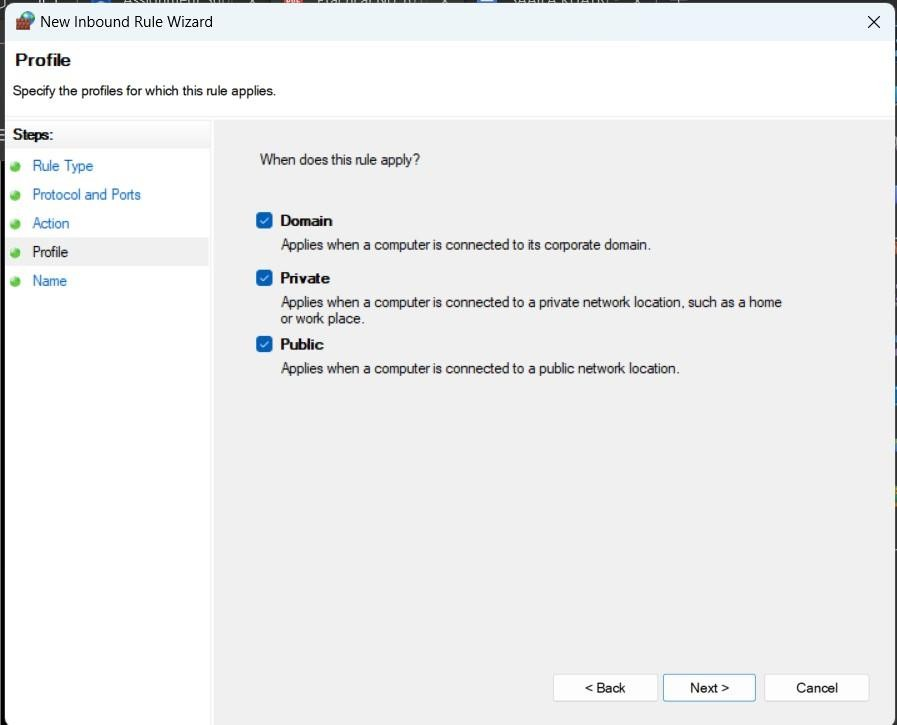 New Inbound Rule Wizard
Profile
Specify the profiles for which this rule applies.
Steps:
Rule Type
Protocol and Ports
Action
Profile
Name
When does this rule apply?
Domain
Applies when a computer is connected to its corporate domain.
Private
Applies when a computer is connected to a private network location, such as a home
or work place.
Public
Applies when a computer is connected to a public network location.
< Back
Next >
Cancel